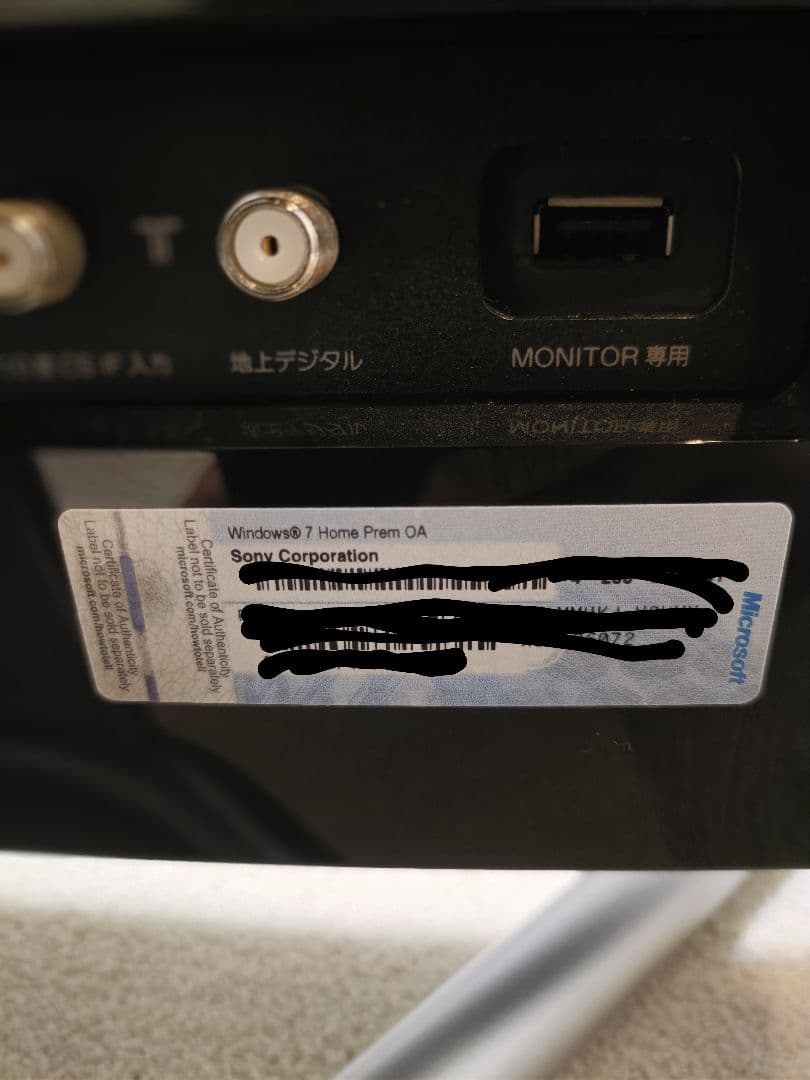 入力
地上デジタル
MONITOR 専用
Windows® 7 Home Prem OA
Sony Corporation
Certificate of Authenticity
Label not to be sold separately
microsoft.com/howtotell
Certificate of Authenticity
Label not to be sold separately
microsoft.com/howtotell
Microsoft